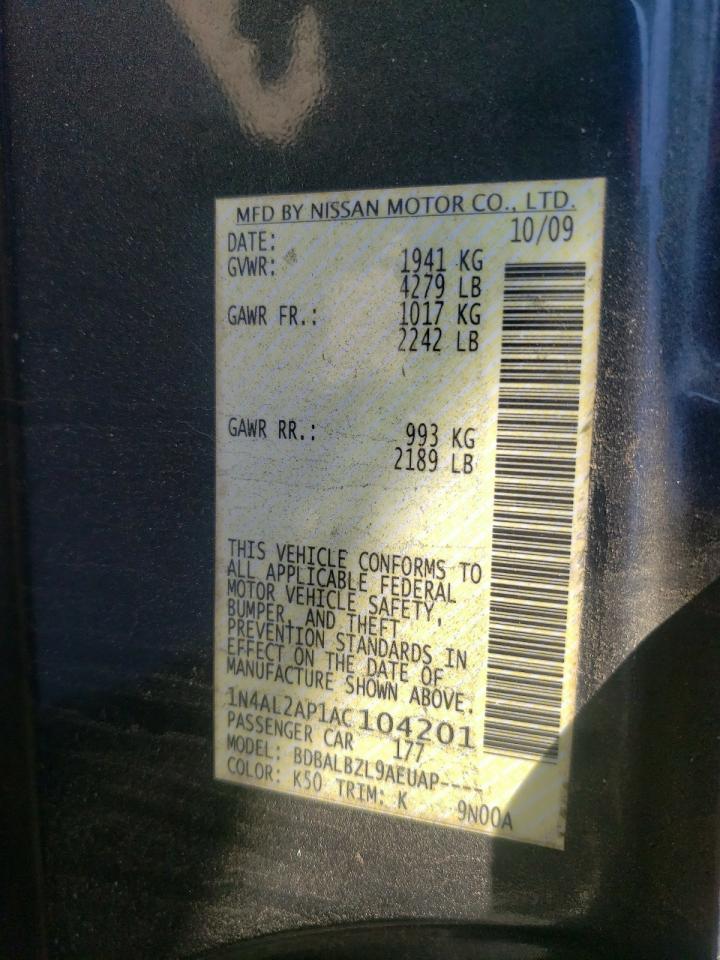 MFD BY NISSAN MOTOR CO., LTD.
DATE: 10/09
GVWR: 1941 KG
4279 LB
GAWR FR.: 1017 KG
2242 LB
GAWR RR.: 993 KG
2189 LB
THIS VEHICLE CONFORMS TO
ALL APPLICABLE FEDERAL
MOTOR VEHICLE SAFETY,
BUMPER, AND THEFT
PREVENTION STANDARDS IN
EFFECT ON THE DATE OF
MANUFACTURE SHOWN ABOVE.
1N4AL2AP1AC104201
PASSENGER CAR 177
MODEL: BDBALBZL9AEUAP----
COLOR: K50 TRIM: K 9N00A